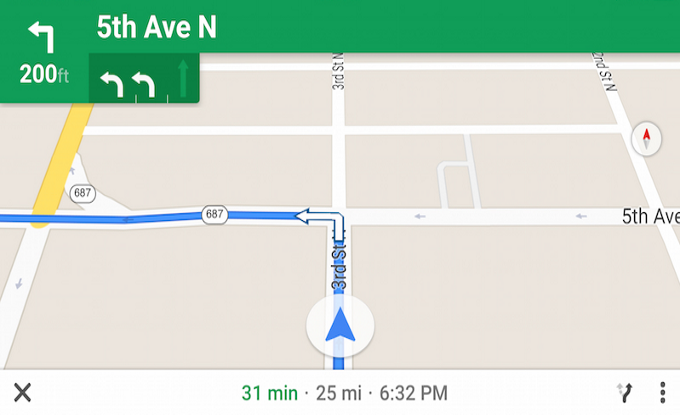 5th Ave N
200ft
3rd St N
2nd St N
687
687
5th Ave
3rd St
31 min · 25 mi · 6:32 PM